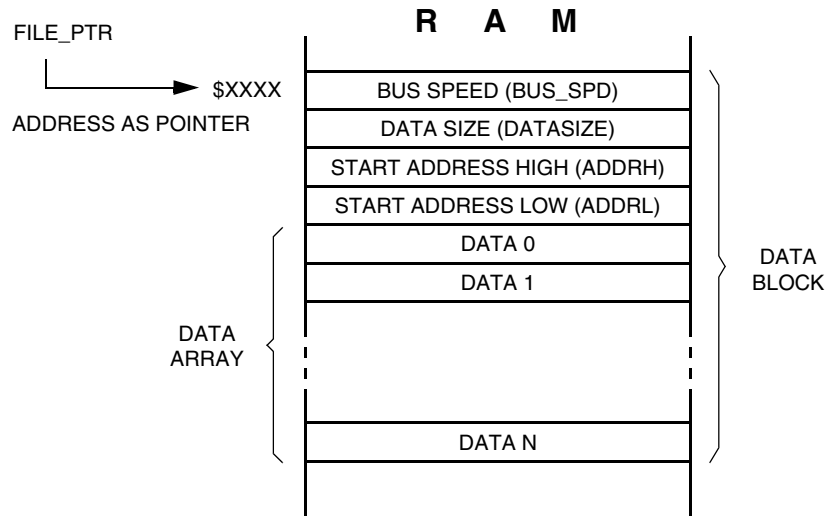 R A M
FILE_PTR
$XXXX
ADDRESS AS POINTER
BUS SPEED (BUS_SPD)
DATA SIZE (DATASIZE)
START ADDRESS HIGH (ADDRH)
START ADDRESS LOW (ADDRL)
DATA 0
DATA 1
DATA
BLOCK
DATA
ARRAY
DATA N